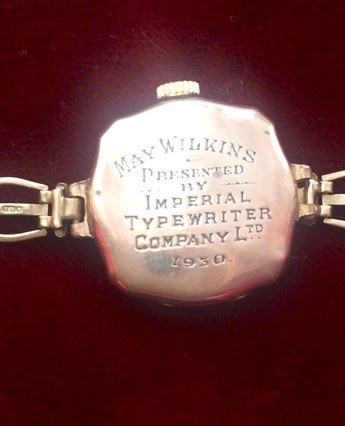 MAY WILKINS
PRESENTED
BY
IMPERIAL
TYPEWRITER
COMPANY LTD
1930.